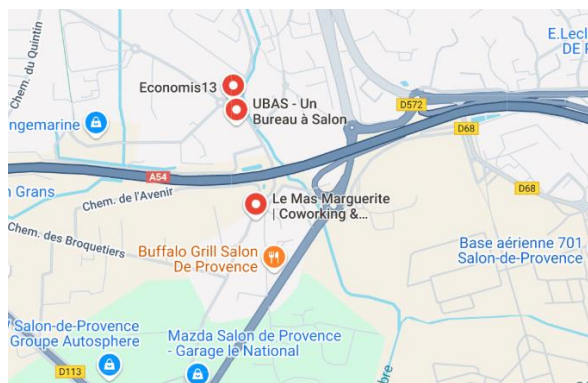 E.Lecl
DE P
Chem. du Quintin
Economis13
UBAS - Un
Bureau à Salon
D572
ngemarine
D68
A54
n Grans
Chem. de l'Avenir
D68
Le Mas Marguerite
| Coworking &...
Chem. des Broquetiers
Buffalo Grill Salon
De Provence
Base aérienne 701
Salon-de-Provence
Salon-de-Provence
Groupe Autosphere
Mazda Salon de Provence
- Garage le National
D113
bre